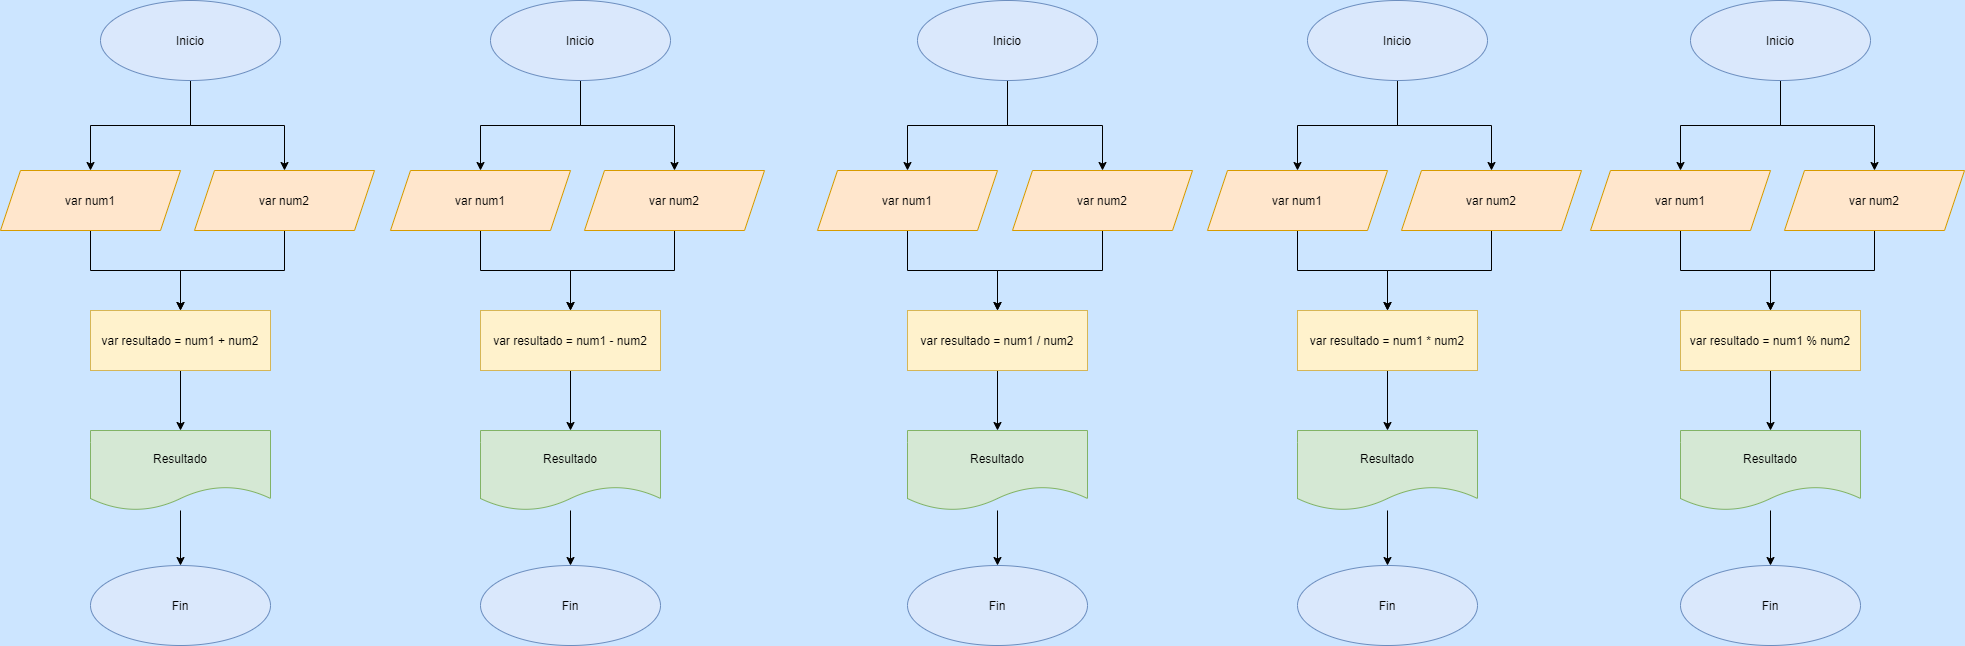 Inicio
Inicio
Inicio
Inicio
Inicio
var num1
var num2
var num1
var num2
var num1
var num2
var num1
var num2
var num1
var num2
var resultado = num1 + num2
var resultado = num1 - num2
var resultado = num1 / num2
var resultado = num1 * num2
var resultado = num1 % num2
Resultado
Resultado
Resultado
Resultado
Resultado
Fin
Fin
Fin
Fin
Fin